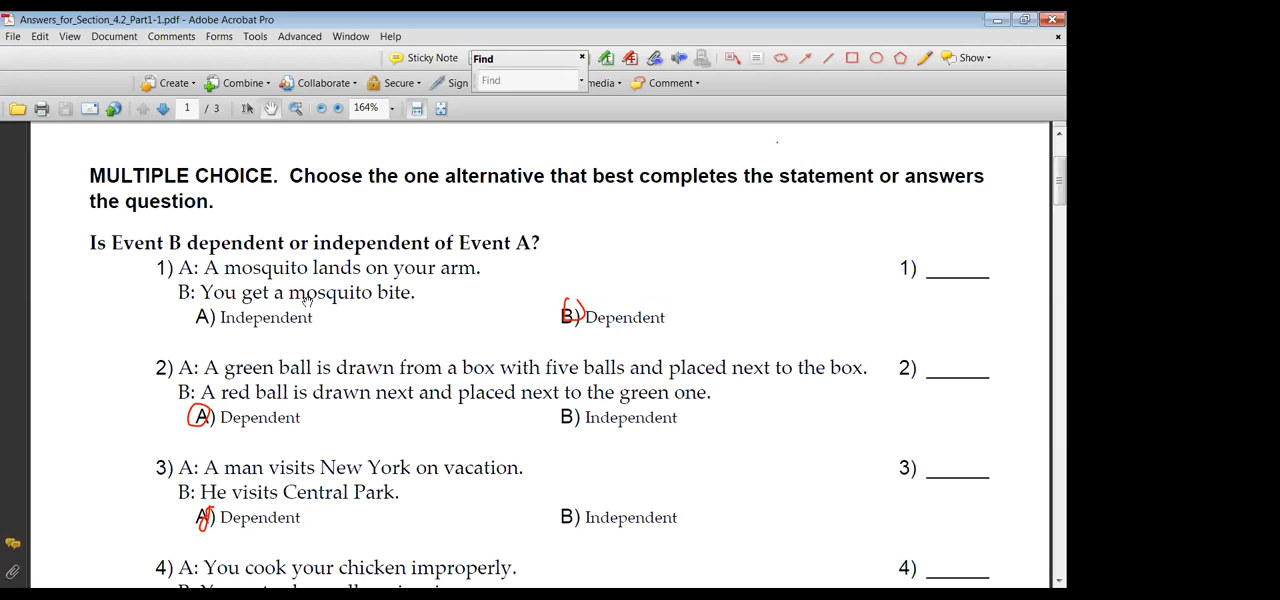 Answers_for_Section_4.2_Part1-1.pdf - Adobe Acrobat Pro
File Edit View Document Comments Forms Tools Advanced Window Help
Sticky Note Find Show
Create Combine Collaborate Secure Sign Find media Comment
1 / 3 164%
MULTIPLE CHOICE. Choose the one alternative that best completes the statement or answers
the question.
Is Event B dependent or independent of Event A?
1) A: A mosquito lands on your arm. 1) ______
B: You get a mosquito bite.
A) Independent B) Dependent
2) A: A green ball is drawn from a box with five balls and placed next to the box. 2) ______
B: A red ball is drawn next and placed next to the green one.
A) Dependent B) Independent
3) A: A man visits New York on vacation. 3) ______
B: He visits Central Park.
A) Dependent B) Independent
4) A: You cook your chicken improperly. 4) ______